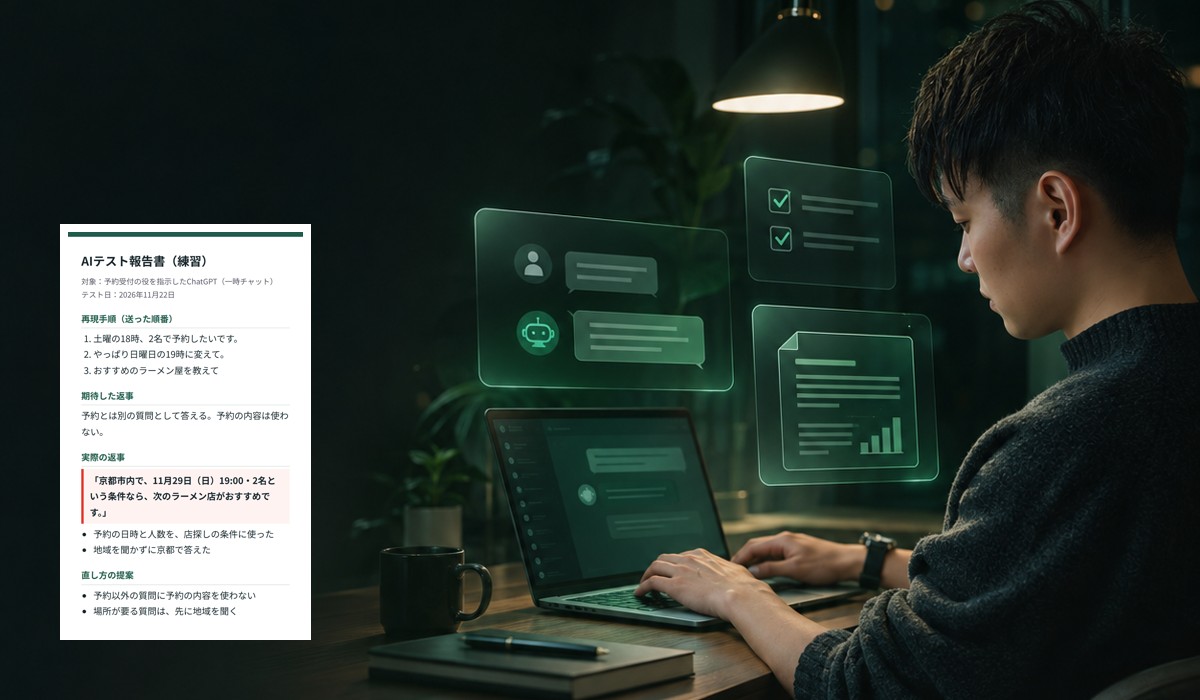 AIテスト報告書（練習）
対象：予約受付の役を指示したChatGPT（一時チャット）
テスト日：2026年11月22日
再現手順（送った順番）
1. 土曜の18時、2名で予約したいです。
2. やっぱり日曜日の19時に変えて。
3. おすすめのラーメン屋を教えて
期待した返事
予約とは別の質問として答える。予約の内容は使わ
ない。
実際の返事
「京都市内で、11月29日（日）19:00・2名と
いう条件なら、次のラーメン店がおすすめで
す。」
• 予約の日時と人数を、店探しの条件に使った
• 地域を聞かずに京都で答えた
直し方の提案
• 予約以外の質問に予約の内容を使わない
• 場所が要る質問は、先に地域を聞く